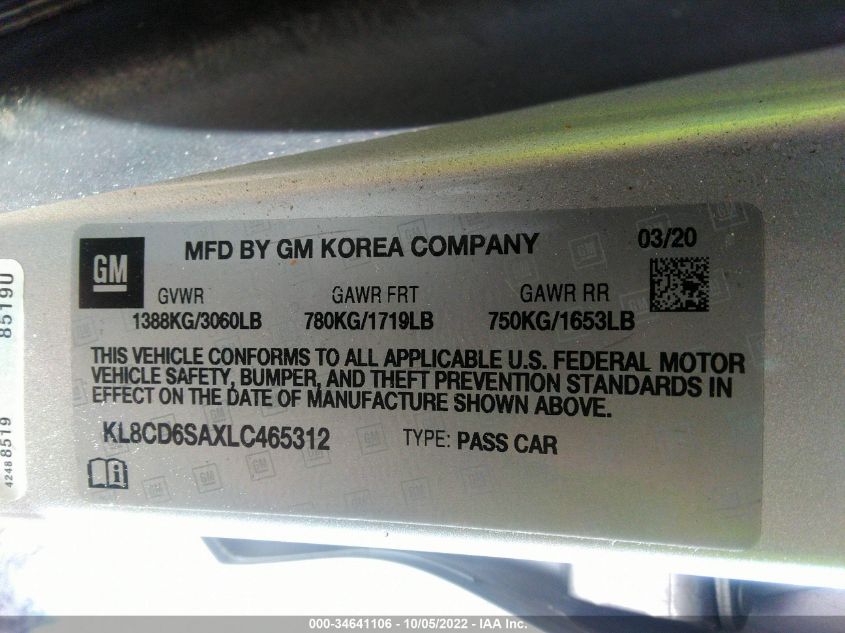 GM
MFD BY GM KOREA COMPANY 03/20
GVWR GAWR FRT GAWR RR
1388KG/3060LB 780KG/1719LB 750KG/1653LB
THIS VEHICLE CONFORMS TO ALL APPLICABLE U.S. FEDERAL MOTOR
VEHICLE SAFETY, BUMPER, AND THEFT PREVENTION STANDARDS IN
EFFECT ON THE DATE OF MANUFACTURE SHOWN ABOVE.
KL8CD6SAXLC465312 TYPE: PASS CAR
8519U
42488519
000-34641106 - 10/05/2022 - IAA Inc.